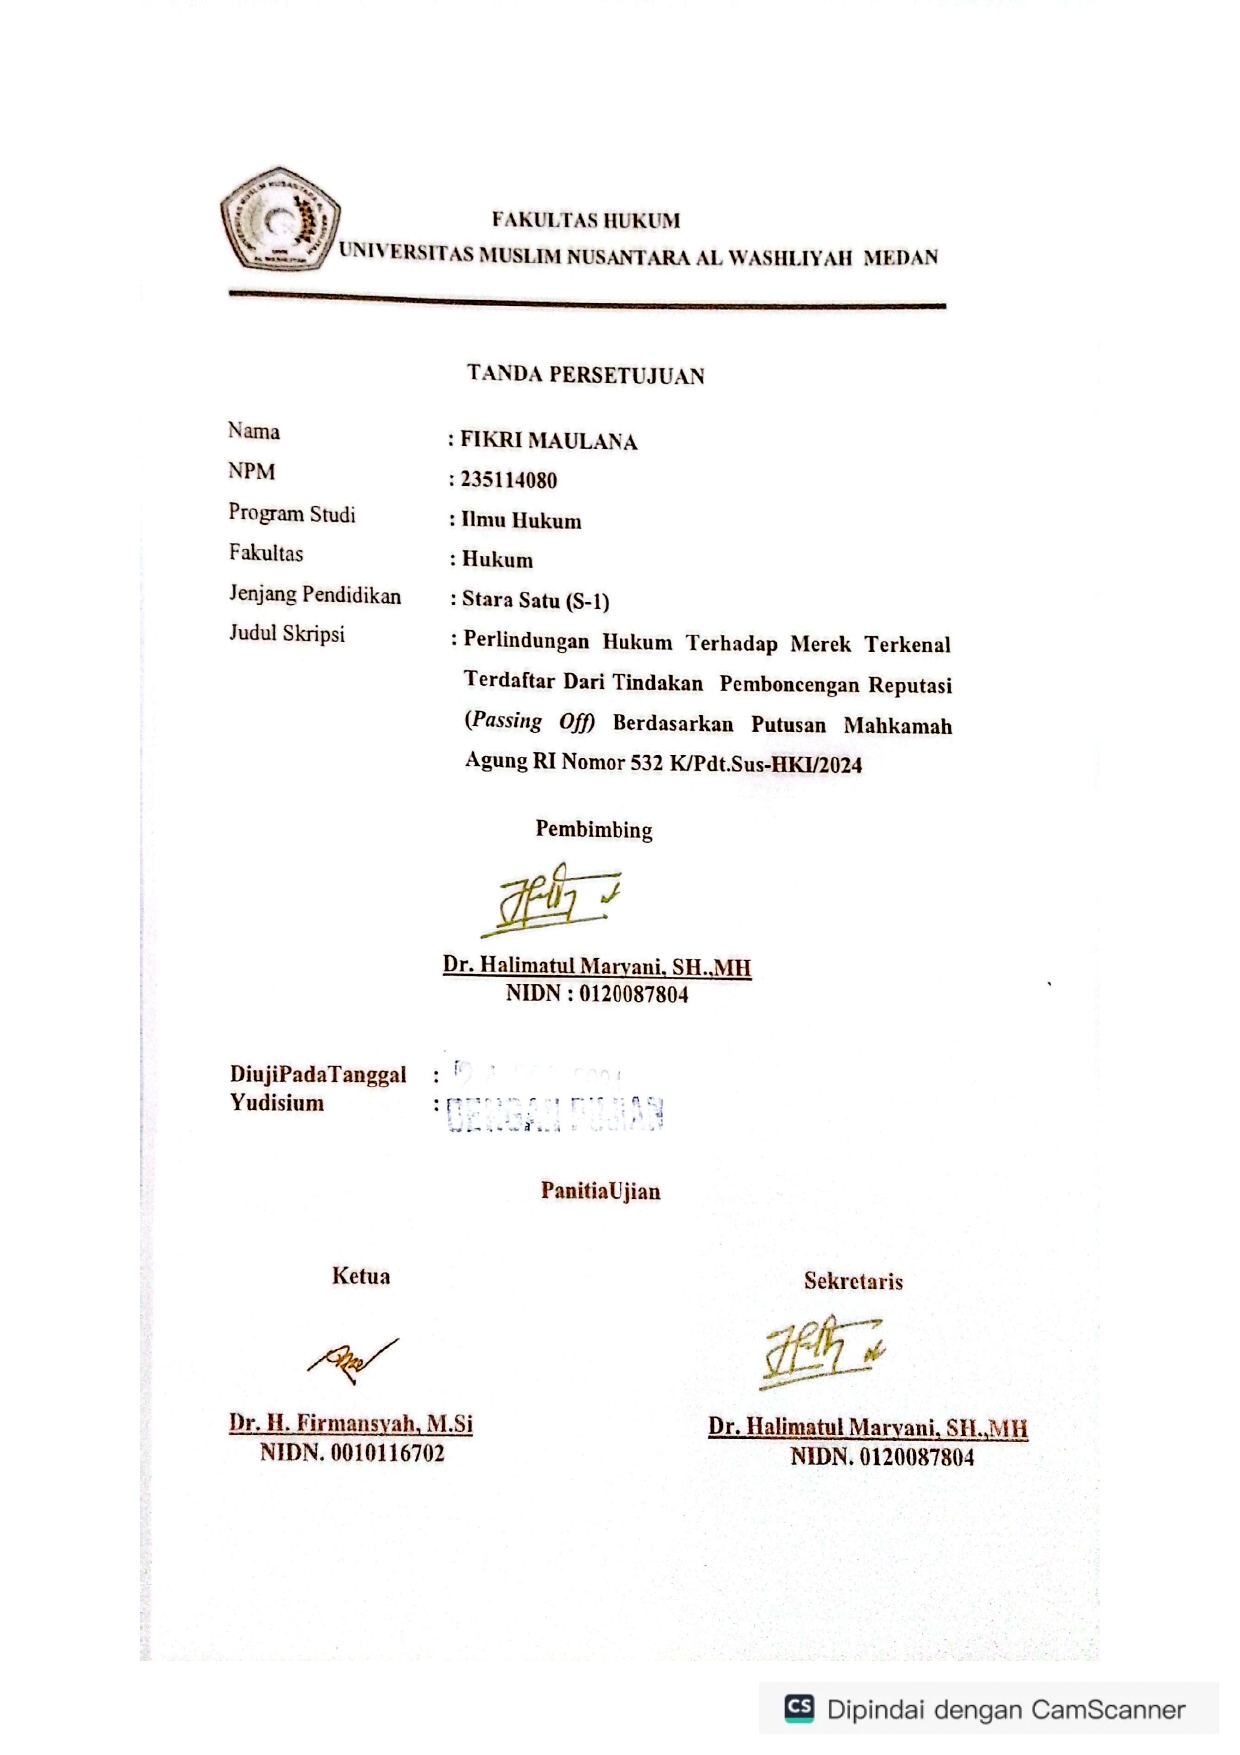 FAKULTAS HUKUM
UNIVERSITAS MUSLIM NUSANTARA AL WASHLIYAH MEDAN
TANDA PERSETUJUAN
Nama : FIKRI MAULANA
NPM : 235114080
Program Studi : Ilmu Hukum
Fakultas : Hukum
Jenjang Pendidikan : Stara Satu (S-1)
Judul Skripsi : Perlindungan Hukum Terhadap Merek Terkenal
Terdaftar Dari Tindakan Pemboncengan Reputasi
(Passing Off) Berdasarkan Putusan Mahkamah
Agung RI Nomor 532 K/Pdt.Sus-HKI/2024
Pembimbing
Dr. Halimatul Maryani, SH.,MH
NIDN : 0120087804
DiujiPadaTanggal :
Yudisium : DENGAN PUJIAN
PanitiaUjian
Ketua Sekretaris
Dr. H. Firmansyah, M.Si Dr. Halimatul Maryani, SH.,MH
NIDN. 0010116702 NIDN. 0120087804
CS Dipindai dengan CamScanner